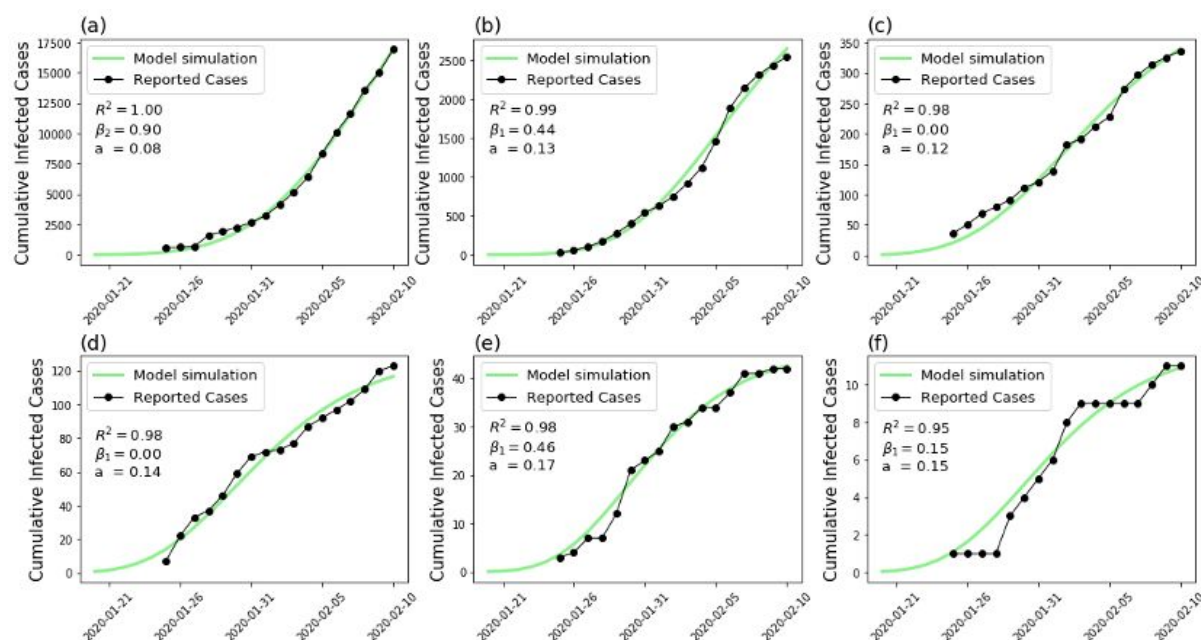 (a)
Cumulative Infected Cases
17500
15000
12500
10000
7500
5000
2500
0
Model simulation
Reported Cases
R² = 1.00
β₂ = 0.90
a = 0.08
2020-01-21
2020-01-26
2020-01-31
2020-02-05
2020-02-10
(b)
Cumulative Infected Cases
2500
2000
1500
1000
500
0
Model simulation
Reported Cases
R² = 0.99
β₁ = 0.44
a = 0.13
2020-01-21
2020-01-26
2020-01-31
2020-02-05
2020-02-10
(c)
Cumulative Infected Cases
350
300
250
200
150
100
50
0
Model simulation
Reported Cases
R² = 0.98
β₁ = 0.00
a = 0.12
2020-01-21
2020-01-26
2020-01-31
2020-02-05
2020-02-10
(d)
Cumulative Infected Cases
120
100
80
60
40
20
0
Model simulation
Reported Cases
R² = 0.98
β₁ = 0.00
a = 0.14
2020-01-21
2020-01-26
2020-01-31
2020-02-05
2020-02-10
(e)
Cumulative Infected Cases
40
30
20
10
0
Model simulation
Reported Cases
R² = 0.98
β₁ = 0.46
a = 0.17
2020-01-21
2020-01-26
2020-01-31
2020-02-05
2020-02-10
(f)
Cumulative Infected Cases
10
8
6
4
2
0
Model simulation
Reported Cases
R² = 0.95
β₁ = 0.15
a = 0.15
2020-01-21
2020-01-26
2020-01-31
2020-02-05
2020-02-10